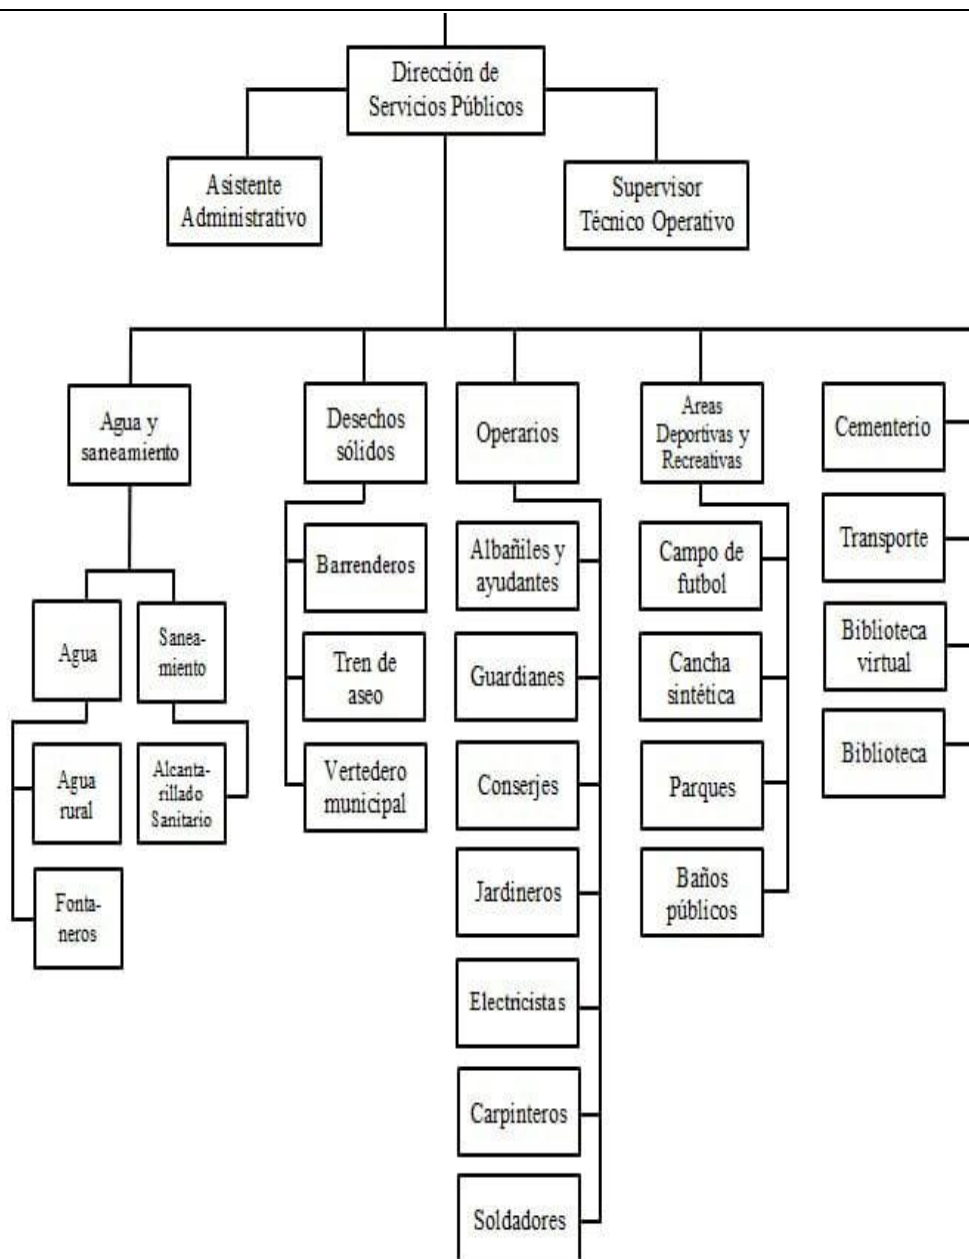 Dirección de
Servicios Públicos
Asistente
Administrativo
Supervisor
Técnico Operativo
Agua y
saneamiento
Desechos
sólidos
Operarios
Areas
Deportivas y
Recreativas
Cementerio
Barrenderos
Albañiles y
ayudantes
Campo de
futbol
Transporte
Agua
Sanea-
miento
Tren de
aseo
Guardianes
Cancha
sintética
Biblioteca
virtual
Agua
rural
Alcanta-
rillado
Sanitario
Vertedero
municipal
Conserjes
Parques
Biblioteca
Fonta-
neros
Jardineros
Baños
públicos
Electricistas
Carpinteros
Soldadores